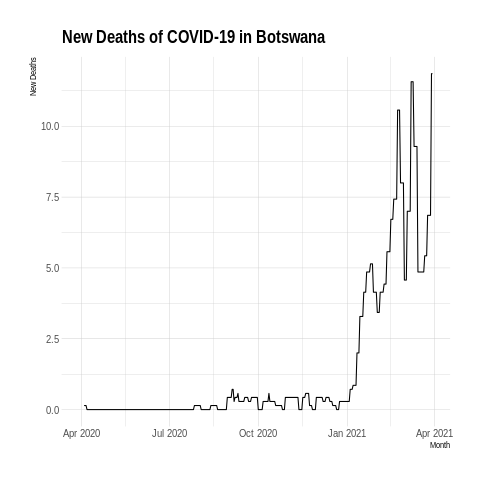 New Deaths of COVID-19 in Botswana
New Deaths
10.0
7.5
5.0
2.5
0.0
Apr 2020 Jul 2020 Oct 2020 Jan 2021 Apr 2021
Month